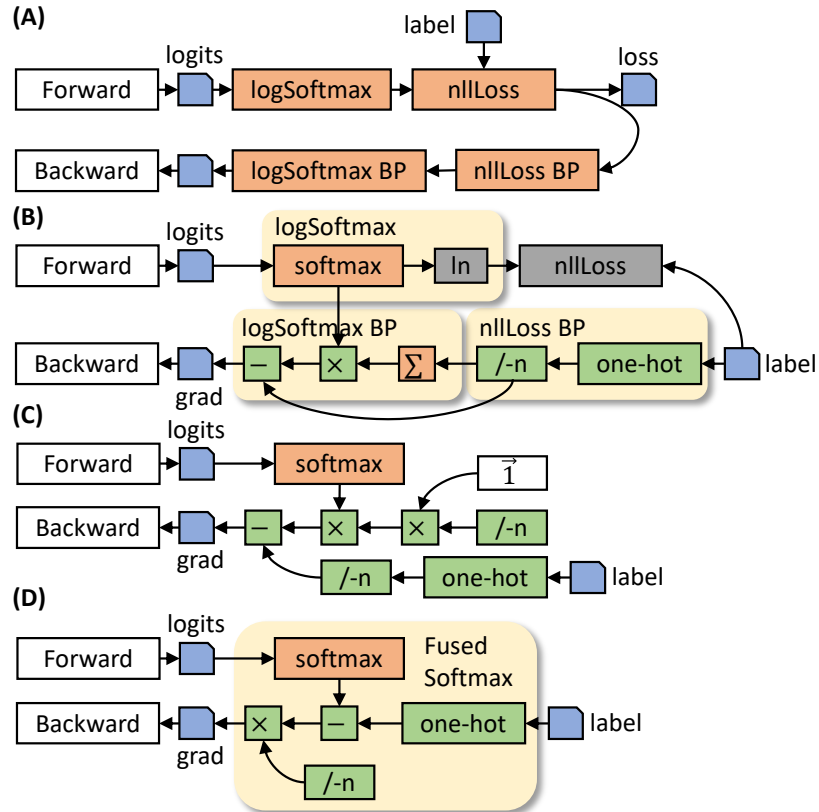 (A)
label
logits
loss
Forward
logSoftmax
nllLoss
Backward
logSoftmax BP
nllLoss BP
(B)
logits
logSoftmax
Forward
softmax
ln
nllLoss
logSoftmax BP
nllLoss BP
Backward
−
×
∑
/-n
one-hot
label
grad
(C)
logits
Forward
softmax
1⃗
Backward
−
×
×
/-n
grad
/-n
one-hot
label
(D)
logits
Forward
softmax
Fused
Softmax
Backward
×
−
one-hot
label
grad
/-n